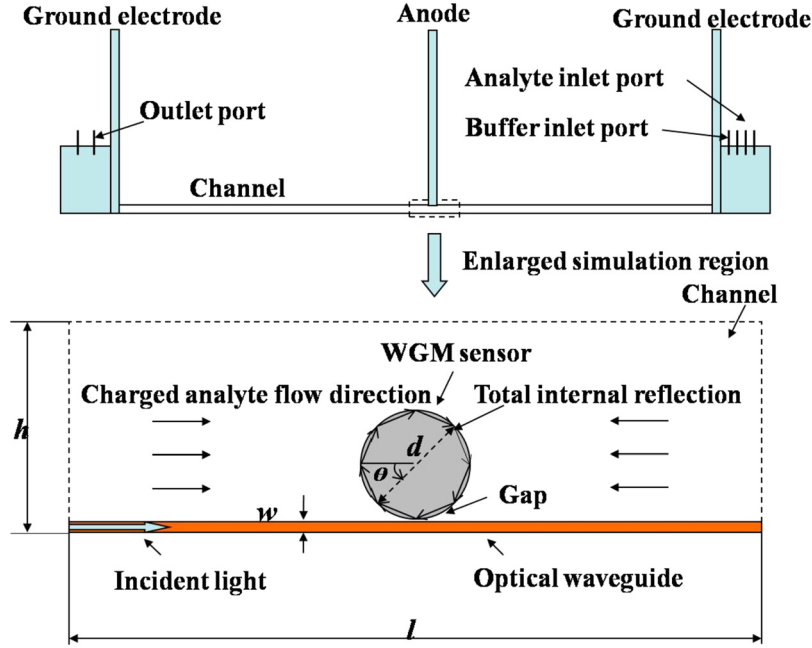 Ground electrode
Anode
Ground electrode
Analyte inlet port
Outlet port
Buffer inlet port
Channel
Enlarged simulation region
Channel
WGM sensor
Charged analyte flow direction
Total internal reflection
h
d
θ
Gap
w
Incident light
Optical waveguide
l